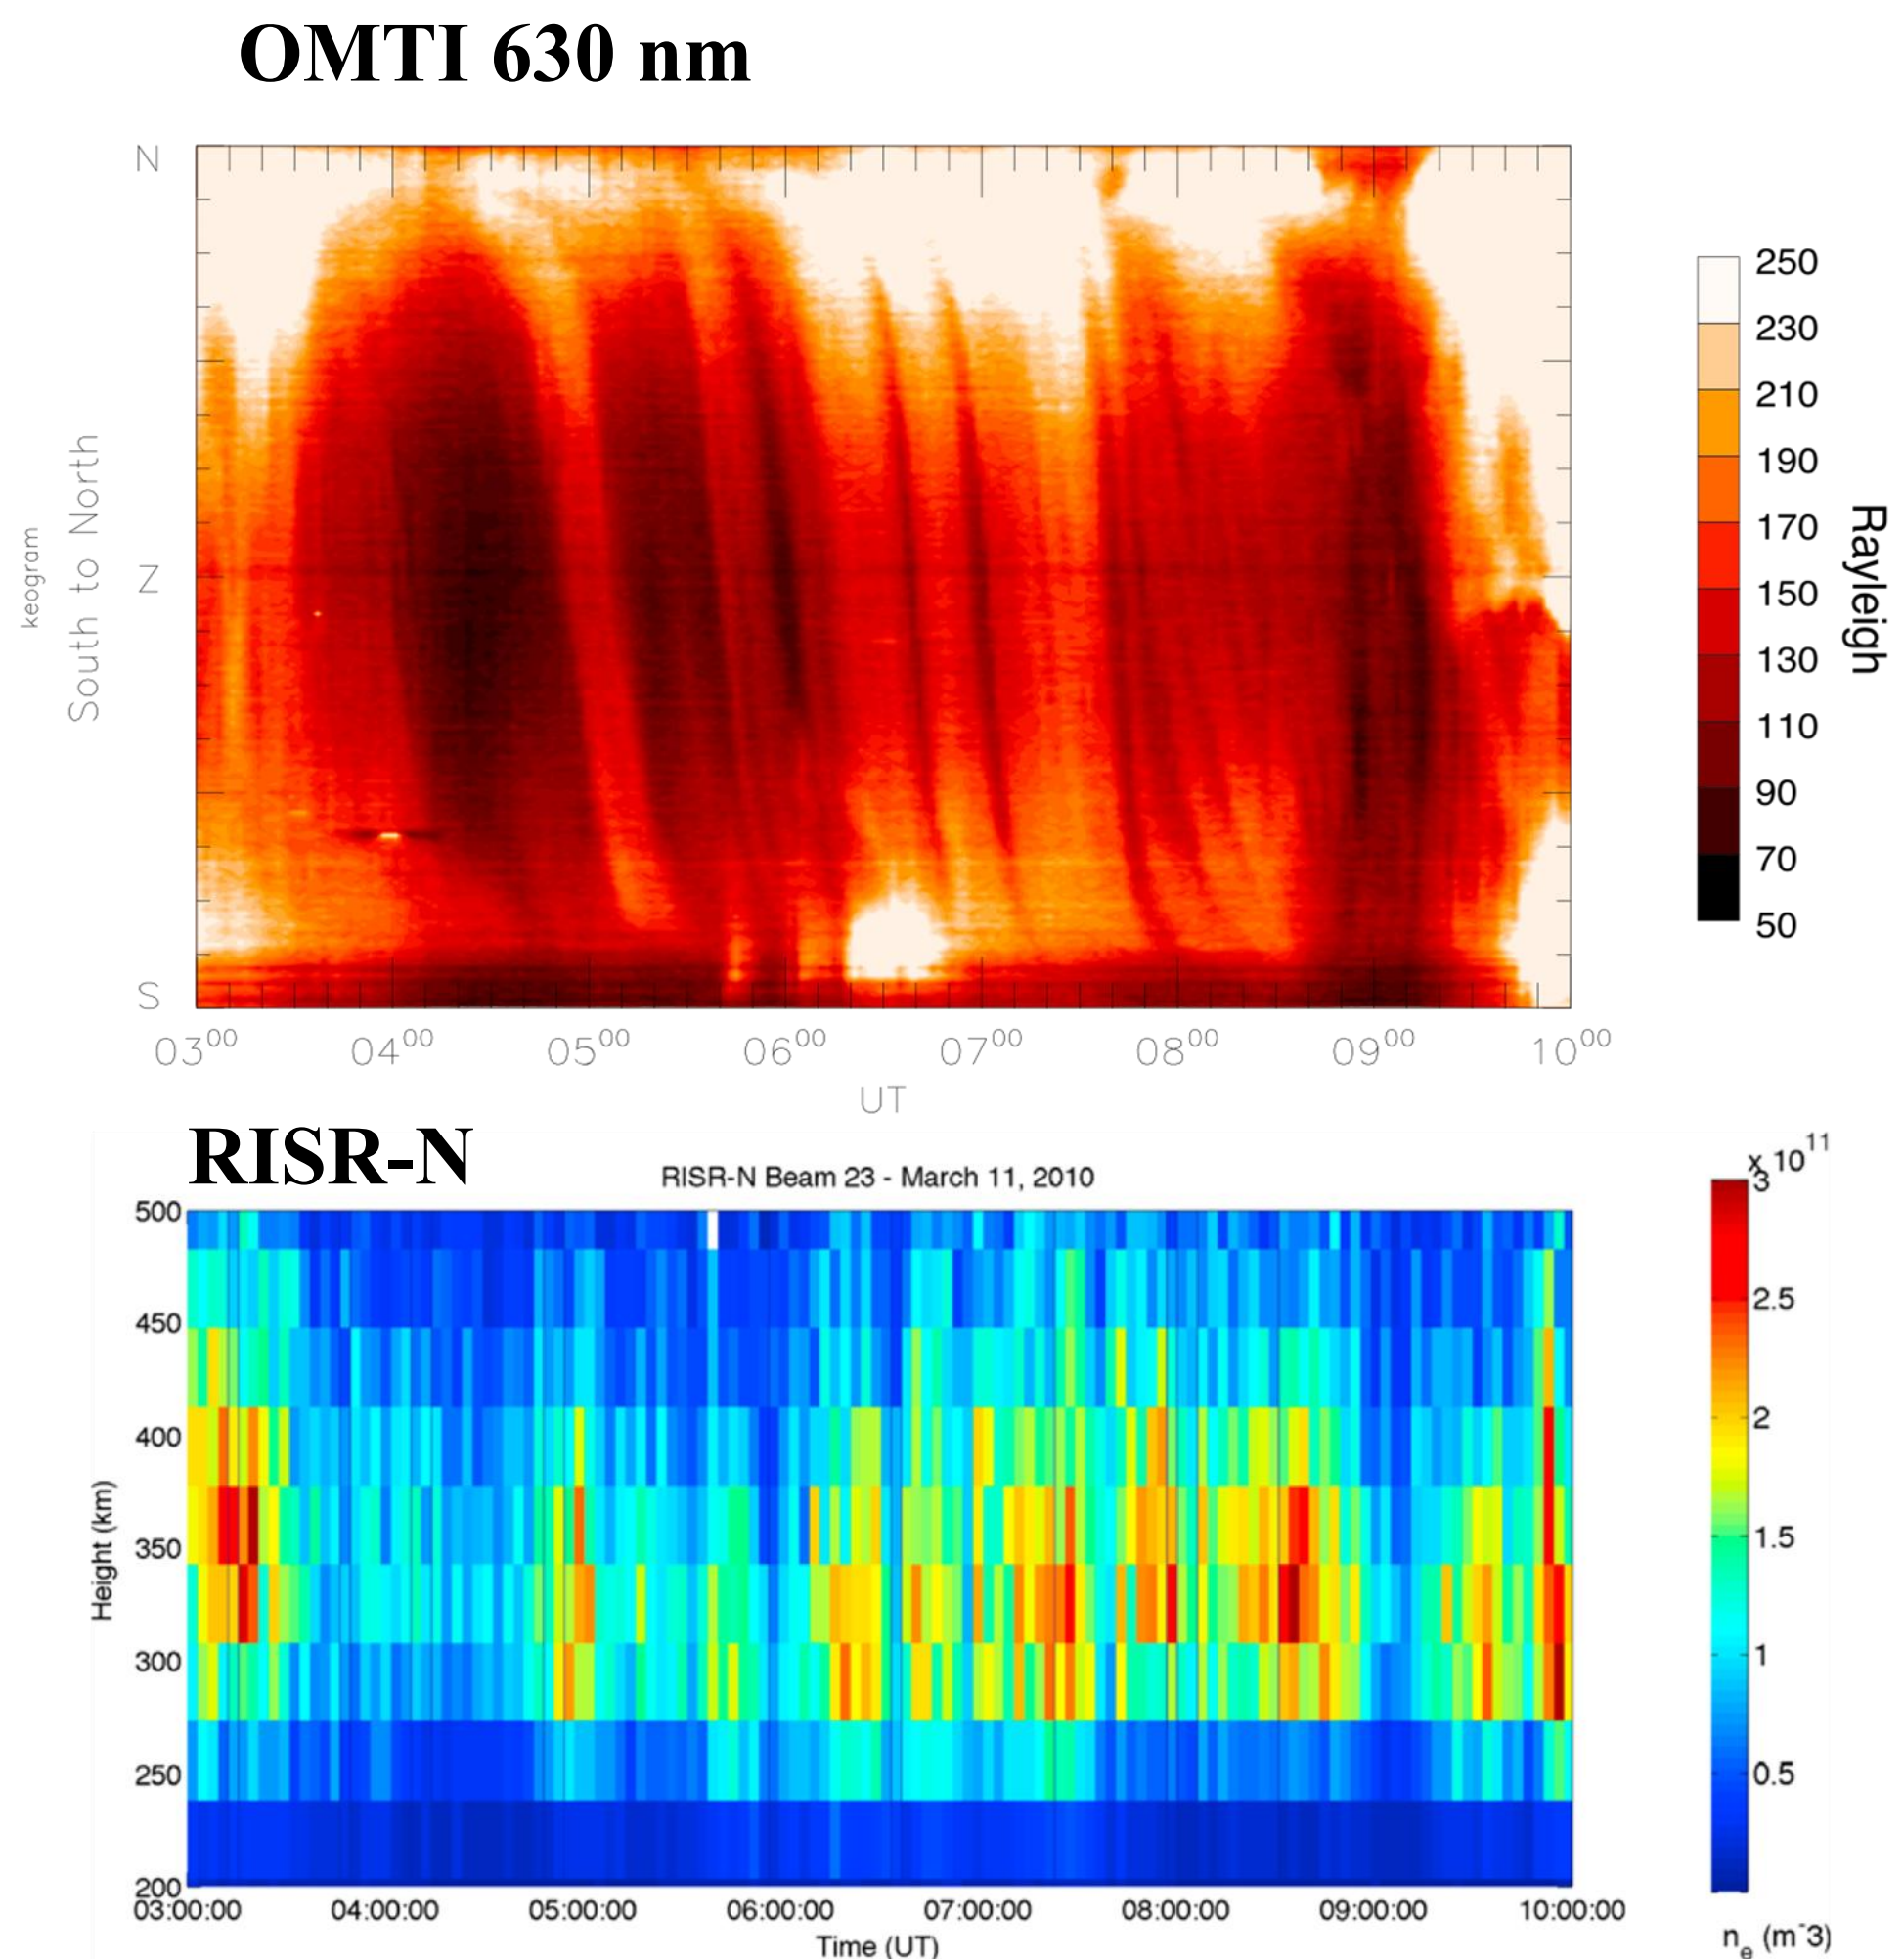 OMTI 630 nm
N
Z
S
keogram
South to North
03⁰⁰ 04⁰⁰ 05⁰⁰ 06⁰⁰ 07⁰⁰ 08⁰⁰ 09⁰⁰ 10⁰⁰
UT
250
230
210
190
170
150
130
110
90
70
50
Rayleigh
RISR-N
RISR-N Beam 23 - March 11, 2010
500
450
400
350
300
250
200
Height (km)
03:00:00 04:00:00 05:00:00 06:00:00 07:00:00 08:00:00 09:00:00 10:00:00
Time (UT)
x 10¹¹
3
2.5
2
1.5
1
0.5
nₑ (m⁻3)